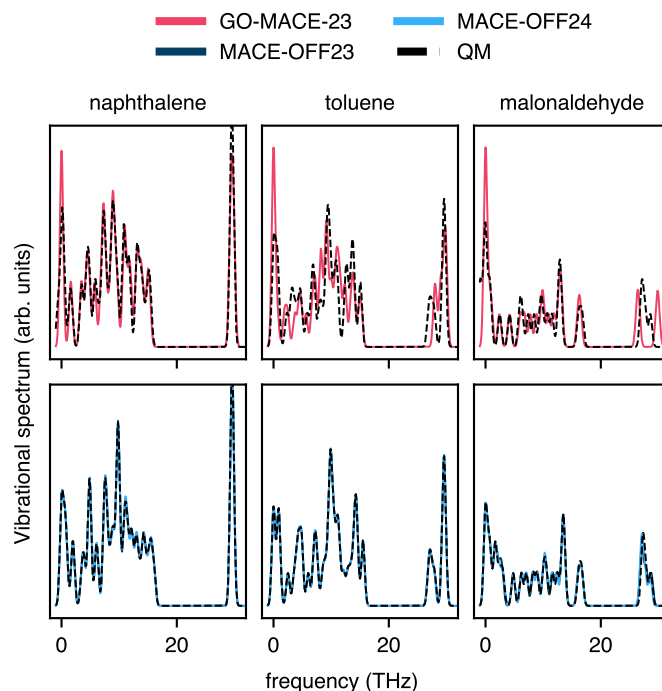 GO-MACE-23
MACE-OFF24
MACE-OFF23
QM
naphthalene
toluene
malonaldehyde
Vibrational spectrum (arb. units)
0
20
0
20
0
20
frequency (THz)